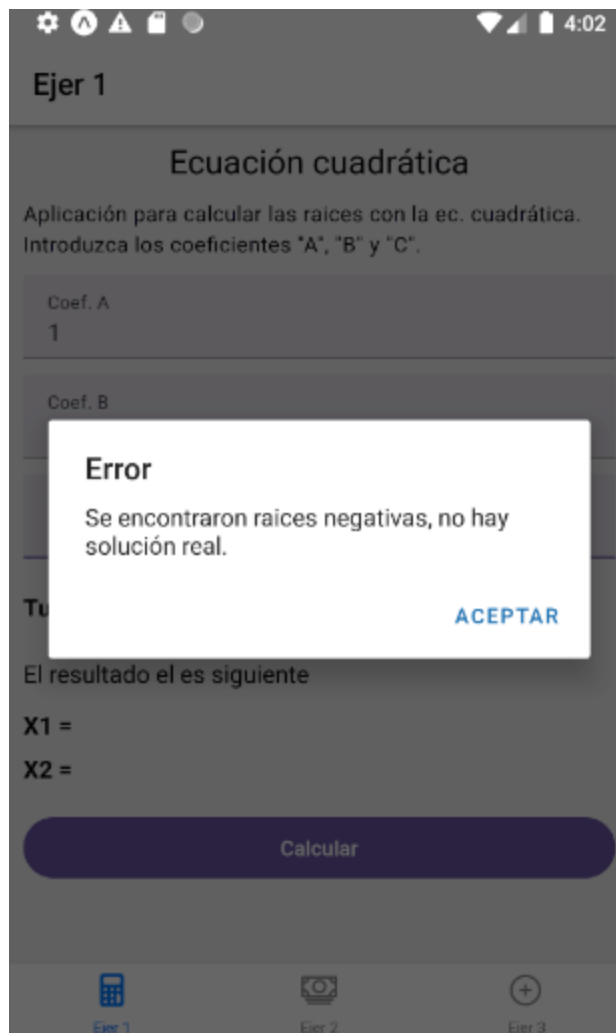 4:02
Ejer 1
Ecuación cuadrática
Aplicación para calcular las raices con la ec. cuadrática.
Introduzca los coeficientes "A", "B" y "C".
Coef. A
1
Coef. B
Error
Se encontraron raices negativas, no hay
solución real.
ACEPTAR
Tu
El resultado el es siguiente
X1 =
X2 =
Calcular
Ejer 1
Ejer 2
Ejer 3